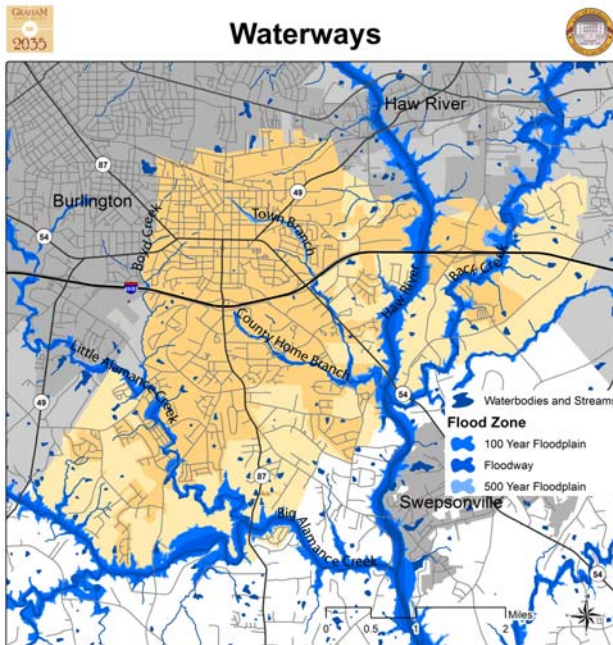 GRAHAM
2035
Waterways
Haw River
87
49
Burlington
Town Branch
Boyd Creek
54
Back Creek
Haw River
County Home Branch
Little Alamance Creek
54
49
Waterbodies and Streams
Flood Zone
100 Year Floodplain
Floodway
500 Year Floodplain
87
Swepsonville
Big Alamance Creek
54
Miles
0 0.5 1 2